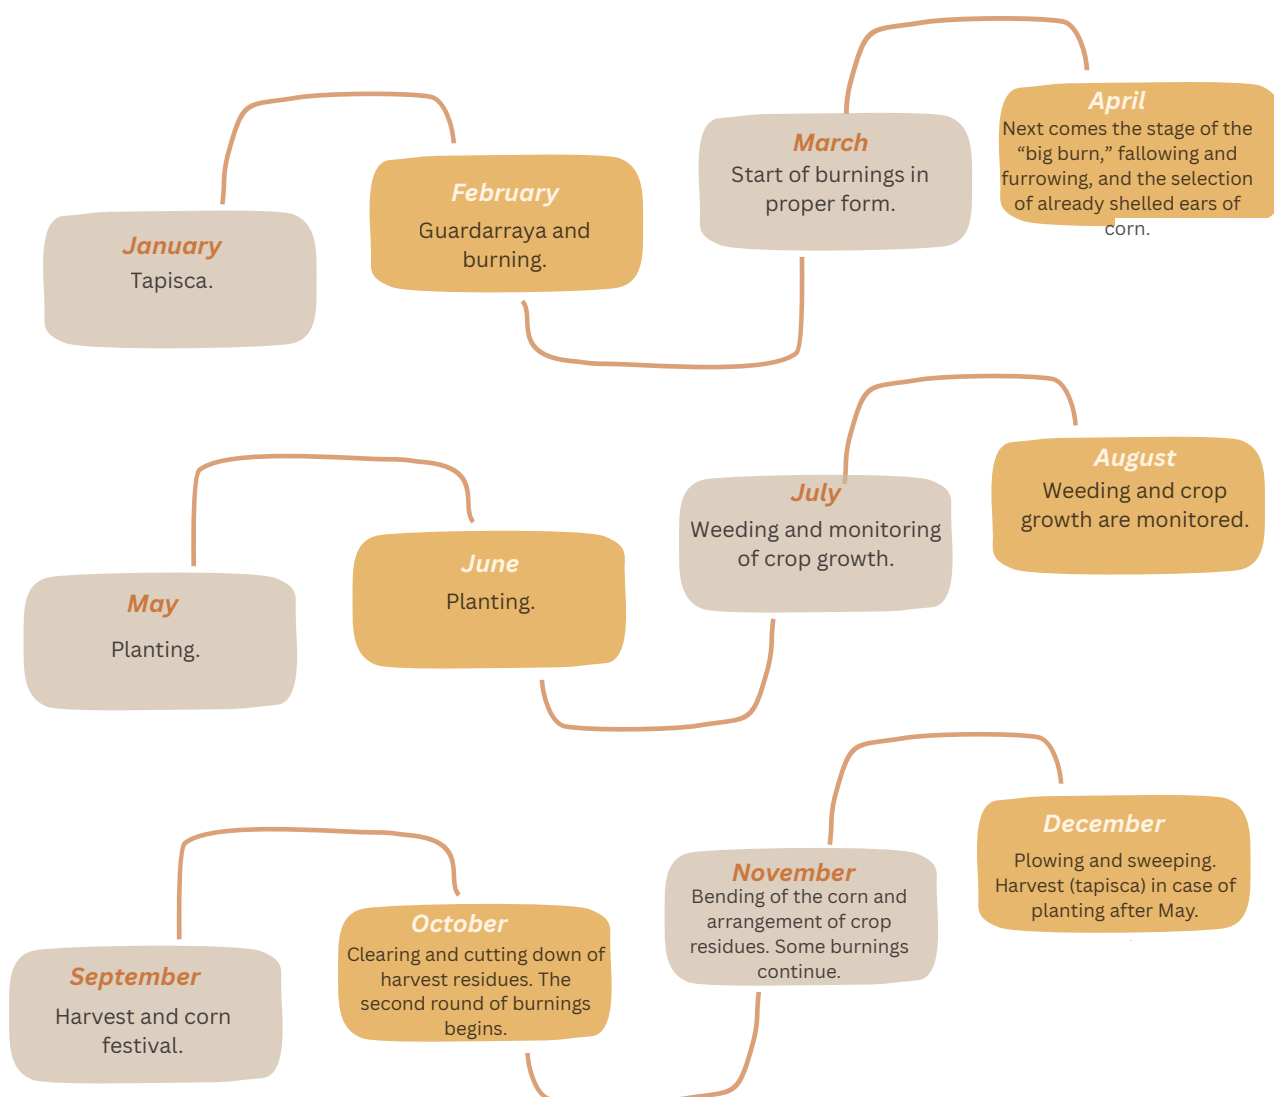 January
Tapisca.
February
Guardarraya and
burning.
March
Start of burnings in
proper form.
April
Next comes the stage of the
“big burn,” fallowing and
furrowing, and the selection
of already shelled ears of
corn.
May
Planting.
June
Planting.
July
Weeding and monitoring
of crop growth.
August
Weeding and crop
growth are monitored.
September
Harvest and corn
festival.
October
Clearing and cutting down of
harvest residues. The
second round of burnings
begins.
November
Bending of the corn and
arrangement of crop
residues. Some burnings
continue.
December
Plowing and sweeping.
Harvest (tapisca) in case of
planting after May.